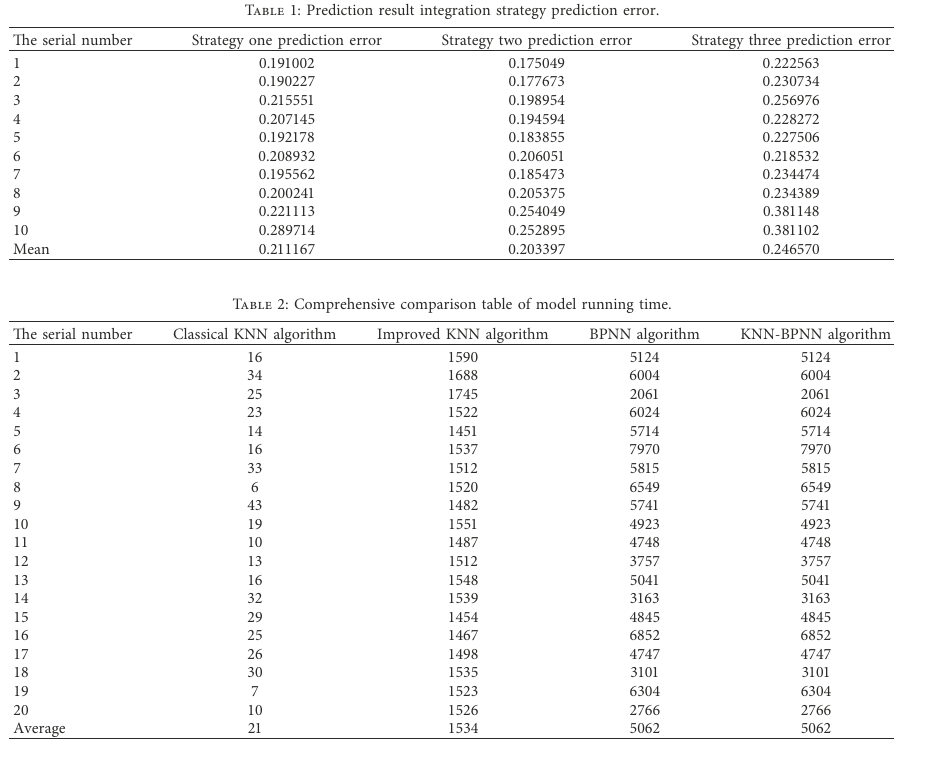 TABLE 1: Prediction result integration strategy prediction error.
The serial number Strategy one prediction error Strategy two prediction error Strategy three prediction error
1 0.191002 0.175049 0.222563
2 0.190227 0.177673 0.230734
3 0.215551 0.198954 0.256976
4 0.207145 0.194594 0.228272
5 0.192178 0.183855 0.227506
6 0.208932 0.206051 0.218532
7 0.195562 0.185473 0.234474
8 0.200241 0.205375 0.234389
9 0.221113 0.254049 0.381148
10 0.289714 0.252895 0.381102
Mean 0.211167 0.203397 0.246570
TABLE 2: Comprehensive comparison table of model running time.
The serial number Classical KNN algorithm Improved KNN algorithm BPNN algorithm KNN-BPNN algorithm
1 16 1590 5124 5124
2 34 1688 6004 6004
3 25 1745 2061 2061
4 23 1522 6024 6024
5 14 1451 5714 5714
6 16 1537 7970 7970
7 33 1512 5815 5815
8 6 1520 6549 6549
9 43 1482 5741 5741
10 19 1551 4923 4923
11 10 1487 4748 4748
12 13 1512 3757 3757
13 16 1548 5041 5041
14 32 1539 3163 3163
15 29 1454 4845 4845
16 25 1467 6852 6852
17 26 1498 4747 4747
18 30 1535 3101 3101
19 7 1523 6304 6304
20 10 1526 2766 2766
Average 21 1534 5062 5062